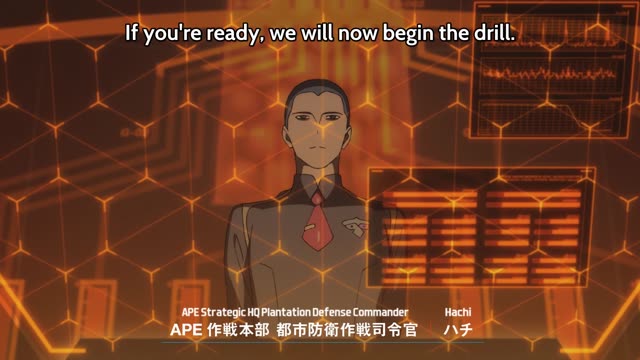 If you're ready, we will now begin the drill.
APE Strategic HQ Plantation Defense Commander Hachi
APE 作戦本部 都市防衛作戦司令官 ハチ